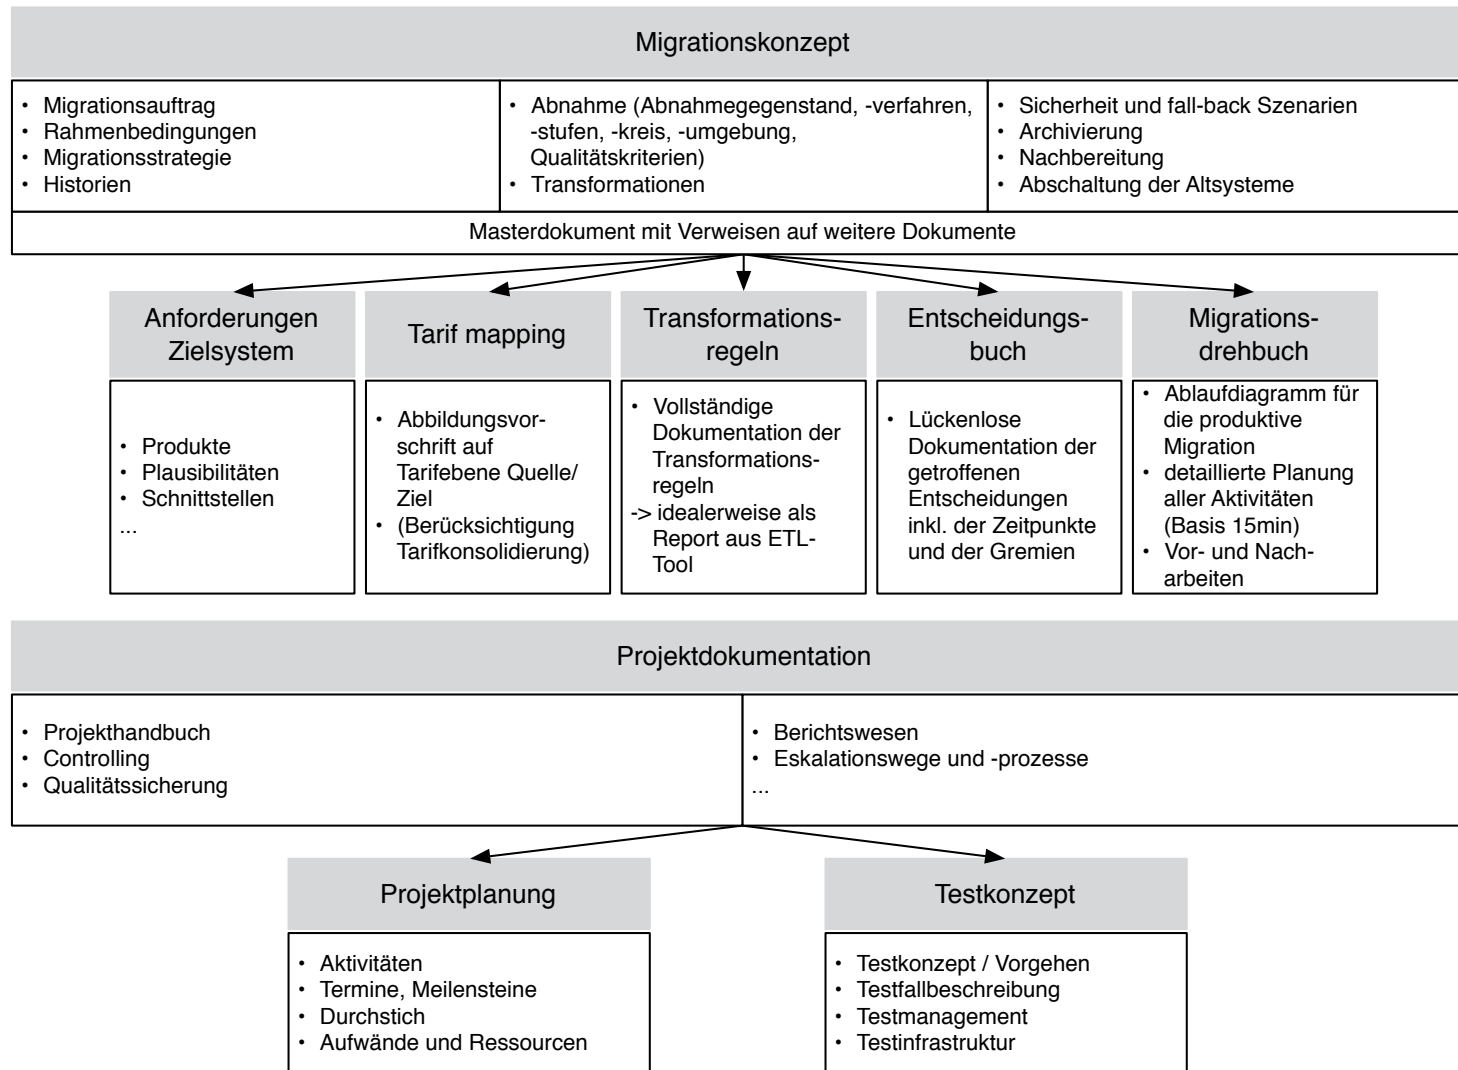 Migrationskonzept
• Migrationsauftrag
• Rahmenbedingungen
• Migrationsstrategie
• Historien
• Abnahme (Abnahmegegenstand, -verfahren,
-stufen, -kreis, -umgebung,
Qualitätskriterien)
• Transformationen
• Sicherheit und fall-back Szenarien
• Archivierung
• Nachbereitung
• Abschaltung der Altsysteme
Masterdokument mit Verweisen auf weitere Dokumente
Anforderungen
Zielsystem
• Produkte
• Plausibilitäten
• Schnittstellen
...
Tarif mapping
• Abbildungsvor-
schrift auf
Tarifebene Quelle/
Ziel
• (Berücksichtigung
Tarifkonsolidierung)
Transformations-
regeln
• Vollständige
Dokumentation der
Transformations-
regeln
-> idealerweise als
Report aus ETL-
Tool
Entscheidungs-
buch
• Lückenlose
Dokumentation der
getroffenen
Entscheidungen
inkl. der Zeitpunkte
und der Gremien
Migrations-
drehbuch
• Ablaufdiagramm für
die produktive
Migration
• detaillierte Planung
aller Aktivitäten
(Basis 15min)
• Vor- und Nach-
arbeiten
Projektdokumentation
• Projekthandbuch
• Controlling
• Qualitätssicherung
• Berichtswesen
• Eskalationswege und -prozesse
...
Projektplanung
• Aktivitäten
• Termine, Meilensteine
• Durchstich
• Aufwände und Ressourcen
Testkonzept
• Testkonzept / Vorgehen
• Testfallbeschreibung
• Testmanagement
• Testinfrastruktur